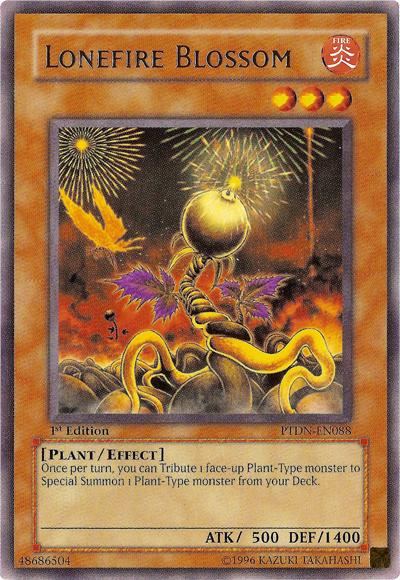 LONEFIRE BLOSSOM
FIRE
炎
1st Edition
PTDN-EN088
[PLANT / EFFECT]
Once per turn, you can Tribute 1 face-up Plant-Type monster to
Special Summon 1 Plant-Type monster from your Deck.
ATK/ 500 DEF/1400
48686504
©1996 KAZUKI TAKAHASHI